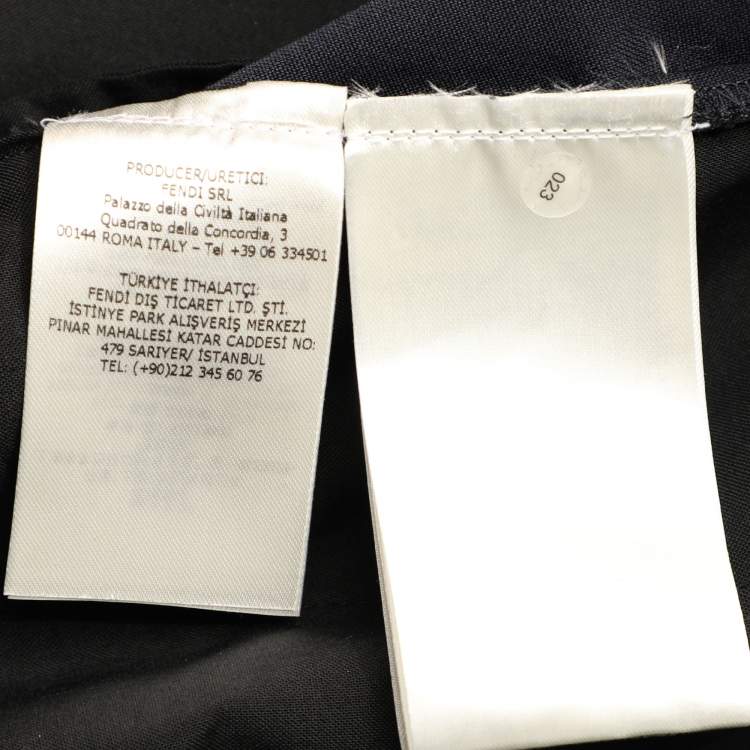 PRODUCER/URETICI:
FENDI SRL
Palazzo della Civiltà Italiana
Quadrato della Concordia, 3
00144 ROMA ITALY – Tel +39 06 334501
TÜRKİYE İTHALATÇI:
FENDİ DIŞ TİCARET LTD. ŞTİ.
İSTİNYE PARK ALIŞVERİŞ MERKEZİ
PINAR MAHALLESİ KATAR CADDESİ NO:
479 SARIYER/ İSTANBUL
TEL: (+90)212 345 60 76
023